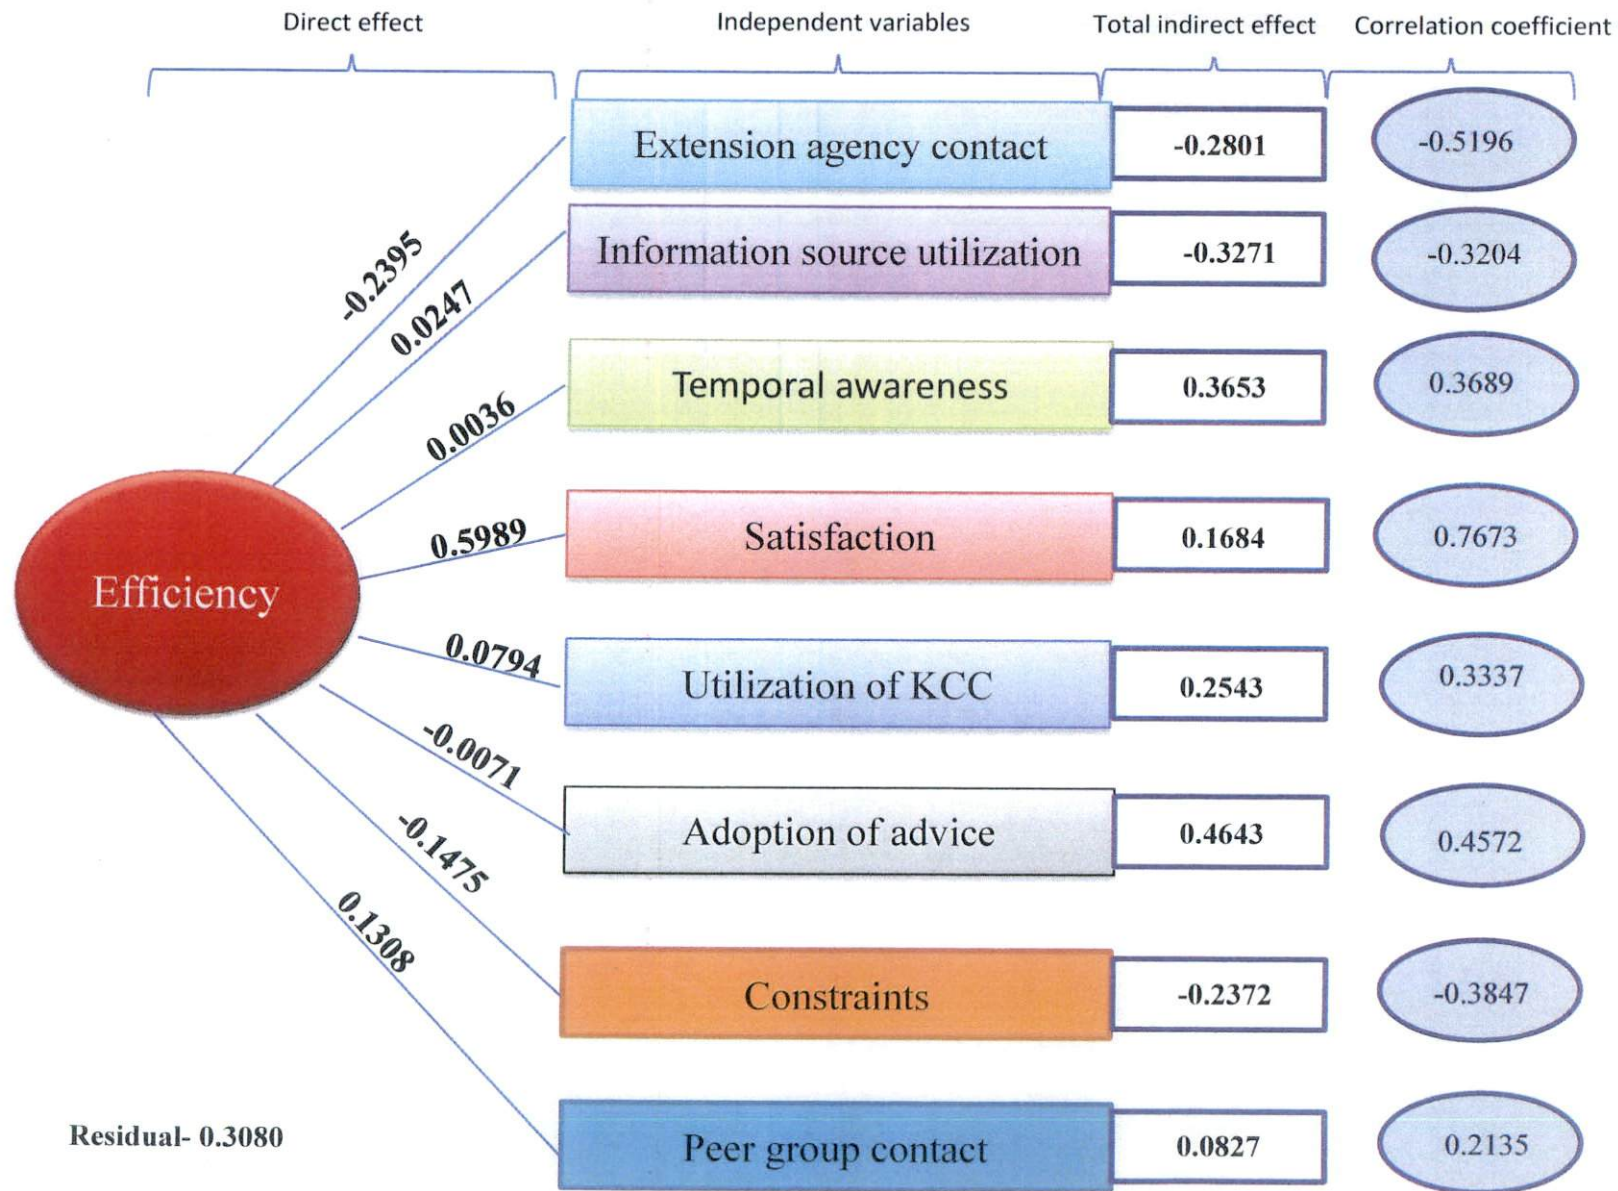 Direct effect
Independent variables
Total indirect effect
Correlation coefficient
Extension agency contact
-0.2801
-0.5196
-0.2395
Information source utilization
-0.3271
-0.3204
0.0247
Temporal awareness
0.3653
0.3689
0.0036
Satisfaction
0.1684
0.7673
0.5989
Efficiency
Utilization of KCC
0.2543
0.3337
0.0794
Adoption of advice
0.4643
0.4572
-0.0071
Constraints
-0.2372
-0.3847
-0.1475
Peer group contact
0.0827
0.2135
0.1308
Residual- 0.3080